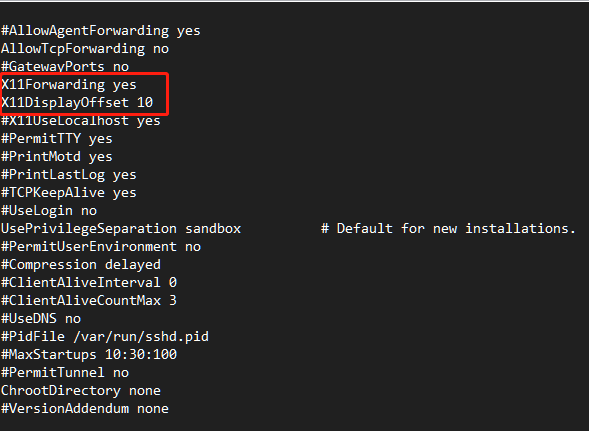 #AllowAgentForwarding yes
AllowTcpForwarding no
#GatewayPorts no
X11Forwarding yes
X11DisplayOffset 10
#X11UseLocalhost yes
#PermitTTY yes
#PrintMotd yes
#PrintLastLog yes
#TCPKeepAlive yes
#UseLogin no
UsePrivilegeSeparation sandbox          # Default for new installations.
#PermitUserEnvironment no
#Compression delayed
#ClientAliveInterval 0
#ClientAliveCountMax 3
#UseDNS no
#PidFile /var/run/sshd.pid
#MaxStartups 10:30:100
#PermitTunnel no
ChrootDirectory none
#VersionAddendum none